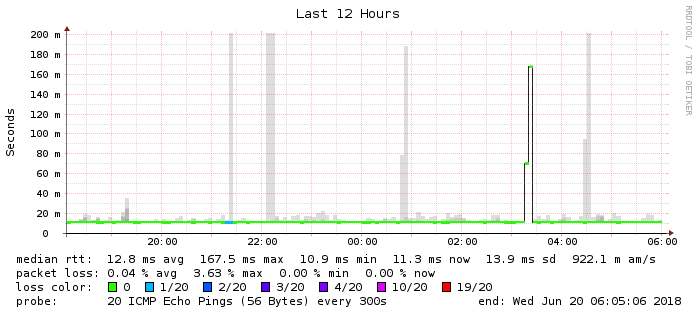 Last 12 Hours
RRDTOOL / TOBI OETIKER
Seconds
200 m
180 m
160 m
140 m
120 m
100 m
80 m
60 m
40 m
20 m
0
20:00 22:00 00:00 02:00 04:00 06:00
median rtt: 12.8 ms avg 167.5 ms max 10.9 ms min 11.3 ms now 13.9 ms sd 922.1 m am/s
packet loss: 0.04 % avg 3.63 % max 0.00 % min 0.00 % now
loss color: 0 1/20 2/20 3/20 4/20 10/20 19/20
probe: 20 ICMP Echo Pings (56 Bytes) every 300s end: Wed Jun 20 06:05:06 2018